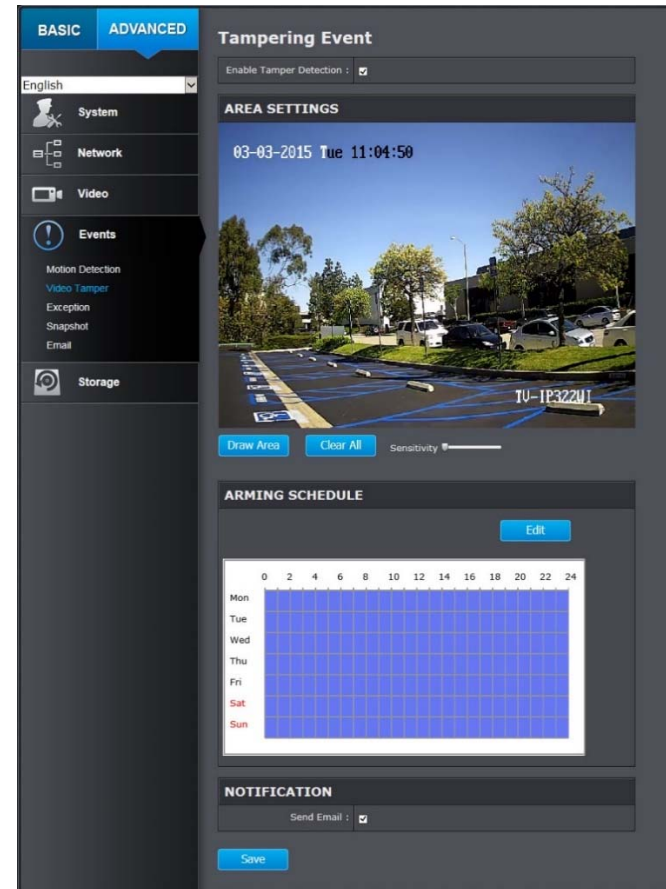 BASIC ADVANCED
English
System
Network
Video
Events
Motion Detection
Video Tamper
Exception
Snapshot
Email
Storage
Tampering Event
Enable Tamper Detection :
AREA SETTINGS
03-03-2015 Tue 11:04:50
TV-IP322WI
Draw Area Clear All Sensitivity
ARMING SCHEDULE
Edit
0 2 4 6 8 10 12 14 16 18 20 22 24
Mon
Tue
Wed
Thu
Fri
Sat
Sun
NOTIFICATION
Send Email :
Save